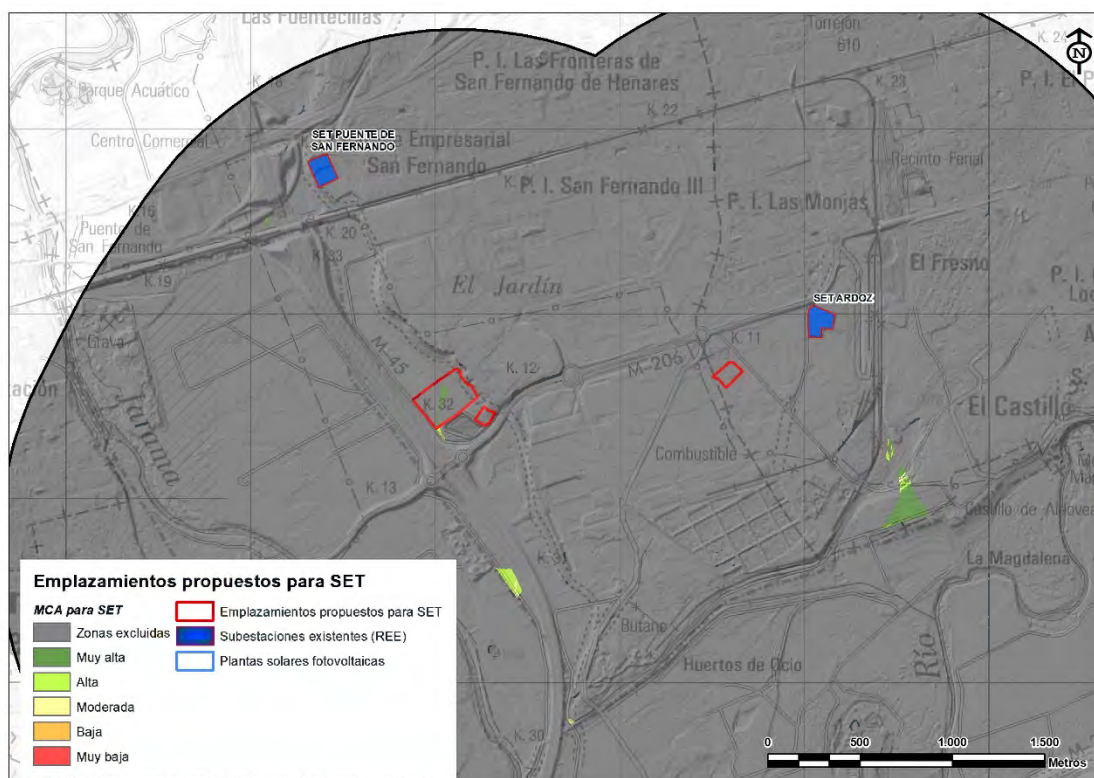 Las Fuentecillas
Torrejón
610
K. 24
N
P. I. Las Fronteras de
San Fernando de Henares
K. 23
Parque Acuático
K. 22
Centro Comercial
SET PUENTE DE
SAN FERNANDO
Empresarial
San Fernando
Recinto Ferial
P. I. San Fernando III
P. I. Las Monjas
Puente de
San Fernando
K. 20
K. 33
K. 19
El Jardín
El Fresno
SET ARDOZ
Grava
K. 11
M-45
K. 12
M-206
Jarama
K. 32
El Castillo
Combustible
K. 13
La Magdalena
K. 31
Butano
Huertos de Ocio
Río
K. 30
Emplazamientos propuestos para SET
MCA para SET
Zonas excluidas
Muy alta
Alta
Moderada
Baja
Muy baja
Emplazamientos propuestos para SET
Subestaciones existentes (REE)
Plantas solares fotovoltaicas
0 500 1.000 1.500
Metros